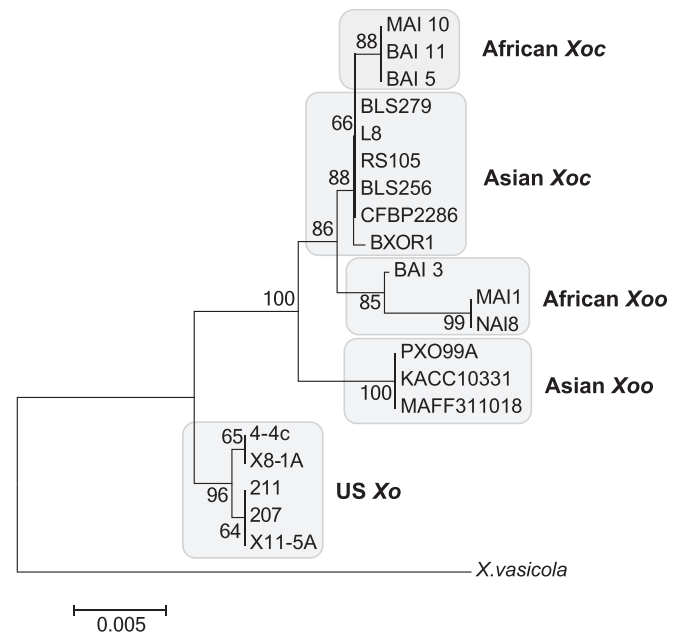 MAI 10
88
BAI 11
African Xoc
BAI 5
BLS279
66
L8
RS105
88
BLS256
Asian Xoc
CFBP2286
86
BXOR1
BAI 3
100
85
MAI1
African Xoo
99
NAI8
PXO99A
KACC10331
Asian Xoo
100
MAFF311018
65
4-4c
X8-1A
96
211
US Xo
207
64
X11-5A
X.vasicola
0.005